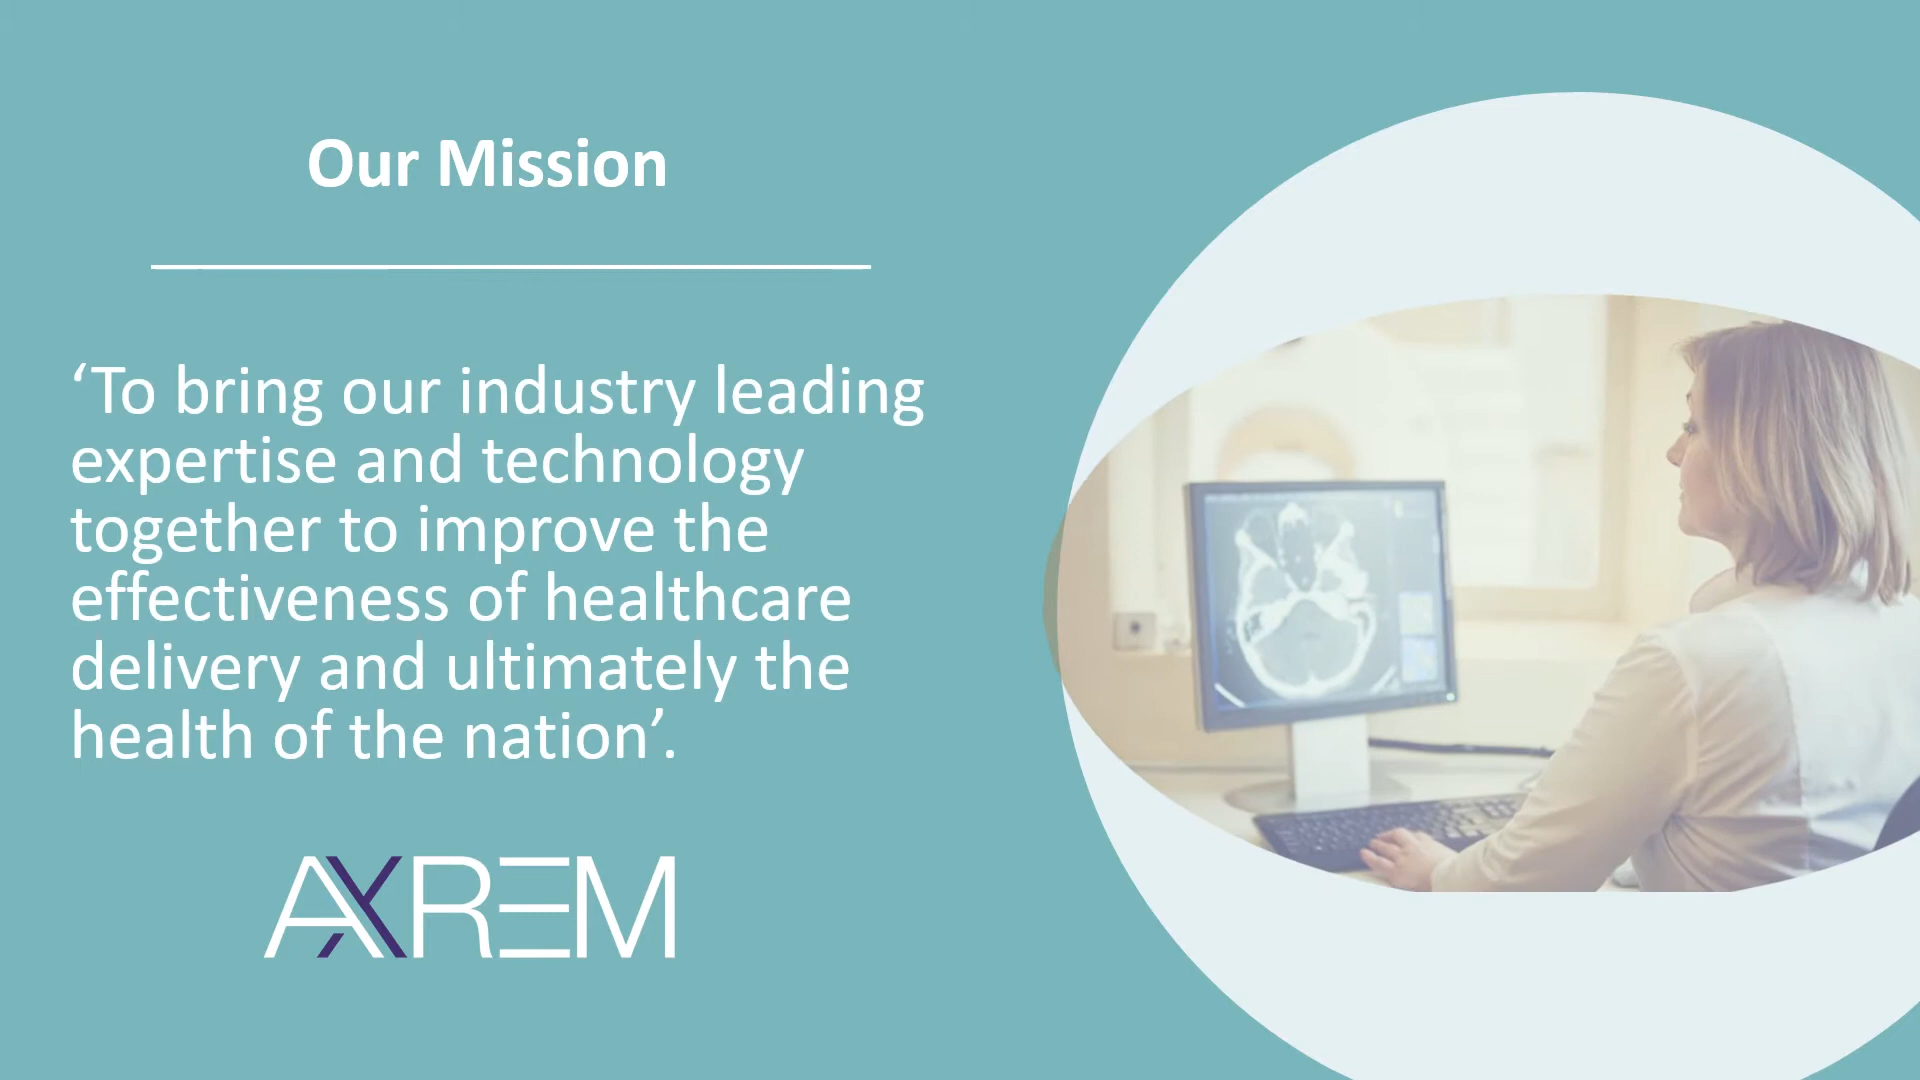 Our Mission
‘To bring our industry leading
expertise and technology
together to improve the
effectiveness of healthcare
delivery and ultimately the
health of the nation’.
AXREM